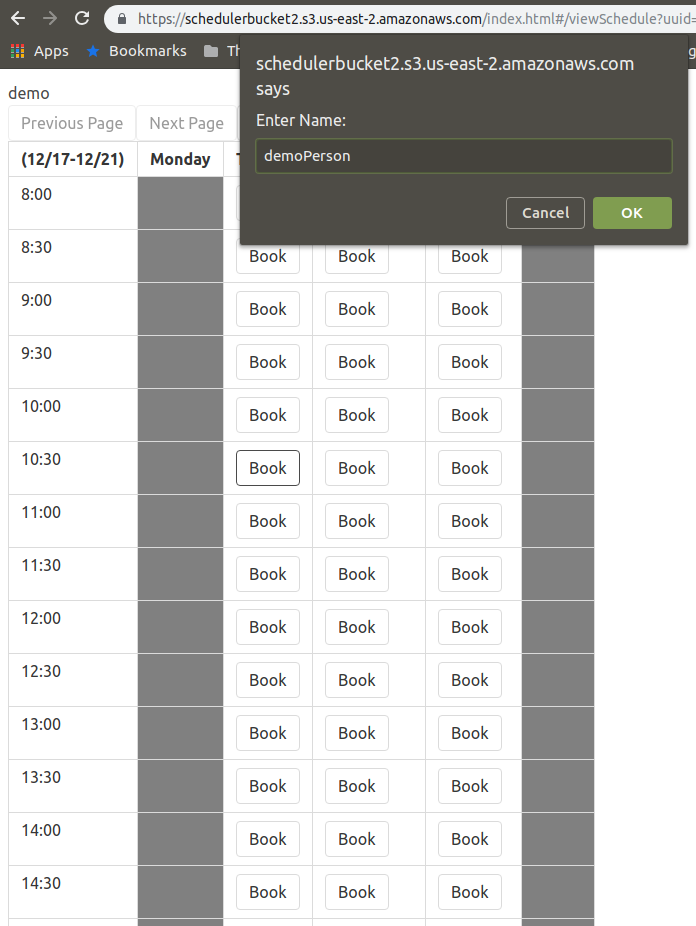 https://schedulerbucket2.s3.us-east-2.amazonaws.com/index.html#/viewSchedule?uuid=
Apps Bookmarks
schedulerbucket2.s3.us-east-2.amazonaws.com
says
Enter Name:
demoPerson
Cancel OK
demo
Previous Page Next Page
(12/17-12/21) Monday
8:00
8:30 Book Book Book
9:00 Book Book Book
9:30 Book Book Book
10:00 Book Book Book
10:30 Book Book Book
11:00 Book Book Book
11:30 Book Book Book
12:00 Book Book Book
12:30 Book Book Book
13:00 Book Book Book
13:30 Book Book Book
14:00 Book Book Book
14:30 Book Book Book